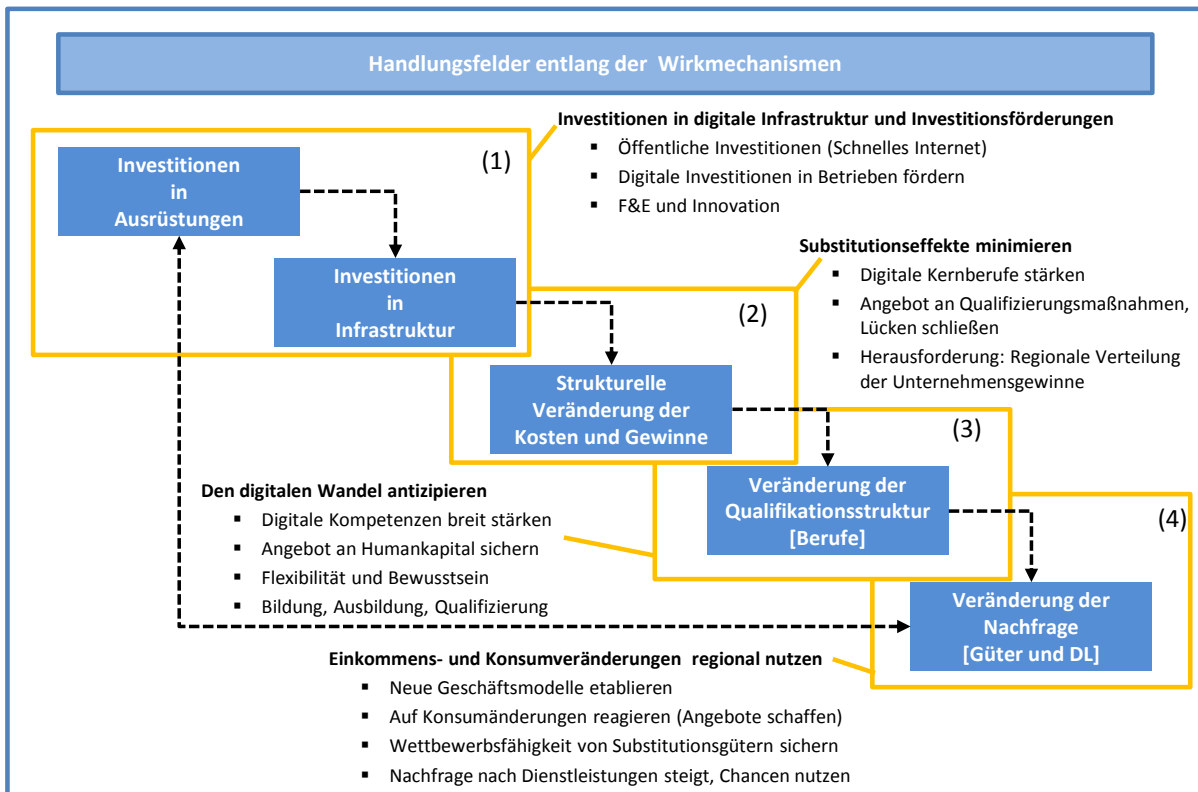 Handlungsfelder entlang der Wirkmechanismen
Investitionen in digitale Infrastruktur und Investitionsförderungen
▪ Öffentliche Investitionen (Schnelles Internet)
▪ Digitale Investitionen in Betrieben fördern
▪ F&E und Innovation
(1)
Investitionen
in
Ausrüstungen
Investitionen
in
Infrastruktur
Substitutionseffekte minimieren
▪ Digitale Kernberufe stärken
▪ Angebot an Qualifizierungsmaßnahmen,
Lücken schließen
▪ Herausforderung: Regionale Verteilung
der Unternehmensgewinne
(2)
Strukturelle
Veränderung der
Kosten und Gewinne
(3)
Veränderung der
Qualifikationsstruktur
[Berufe]
Den digitalen Wandel antizipieren
▪ Digitale Kompetenzen breit stärken
▪ Angebot an Humankapital sichern
▪ Flexibilität und Bewusstsein
▪ Bildung, Ausbildung, Qualifizierung
(4)
Veränderung der
Nachfrage
[Güter und DL]
Einkommens- und Konsumveränderungen regional nutzen
▪ Neue Geschäftsmodelle etablieren
▪ Auf Konsumänderungen reagieren (Angebote schaffen)
▪ Wettbewerbsfähigkeit von Substitutionsgütern sichern
▪ Nachfrage nach Dienstleistungen steigt, Chancen nutzen